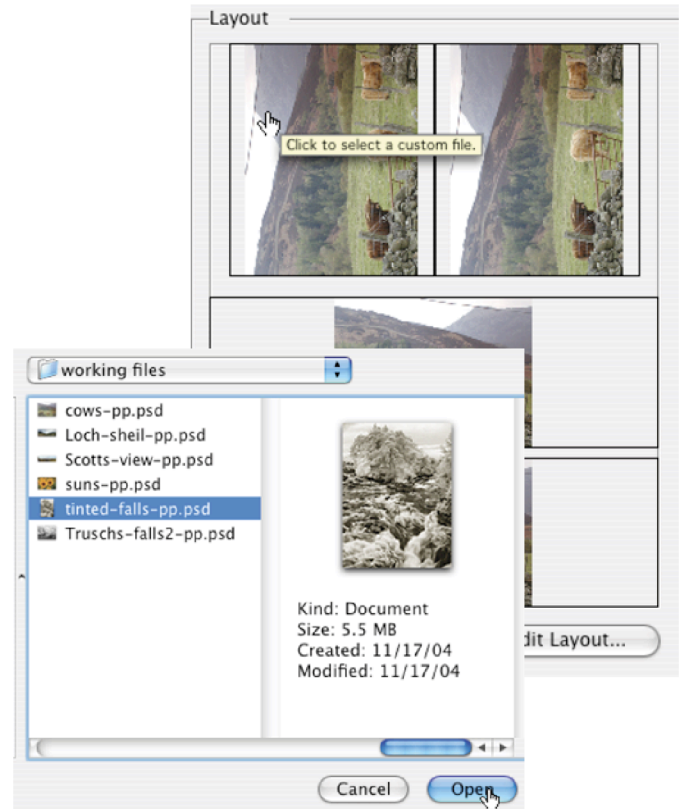 Layout
Click to select a custom file.
working files
cows-pp.psd
Loch-sheil-pp.psd
Scotts-view-pp.psd
suns-pp.psd
tinted-falls-pp.psd
Truschs-falls2-pp.psd
Kind: Document
Size: 5.5 MB
Created: 11/17/04
Modified: 11/17/04
dit Layout...
Cancel
Open